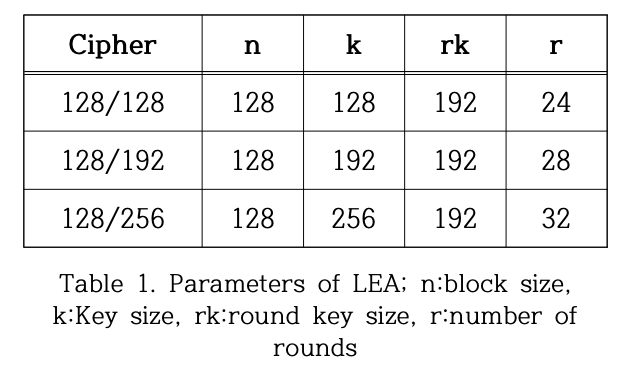 Cipher n k rk r
128/128 128 128 192 24
128/192 128 192 192 28
128/256 128 256 192 32
Table 1. Parameters of LEA; n:block size,
k:Key size, rk:round key size, r:number of
rounds